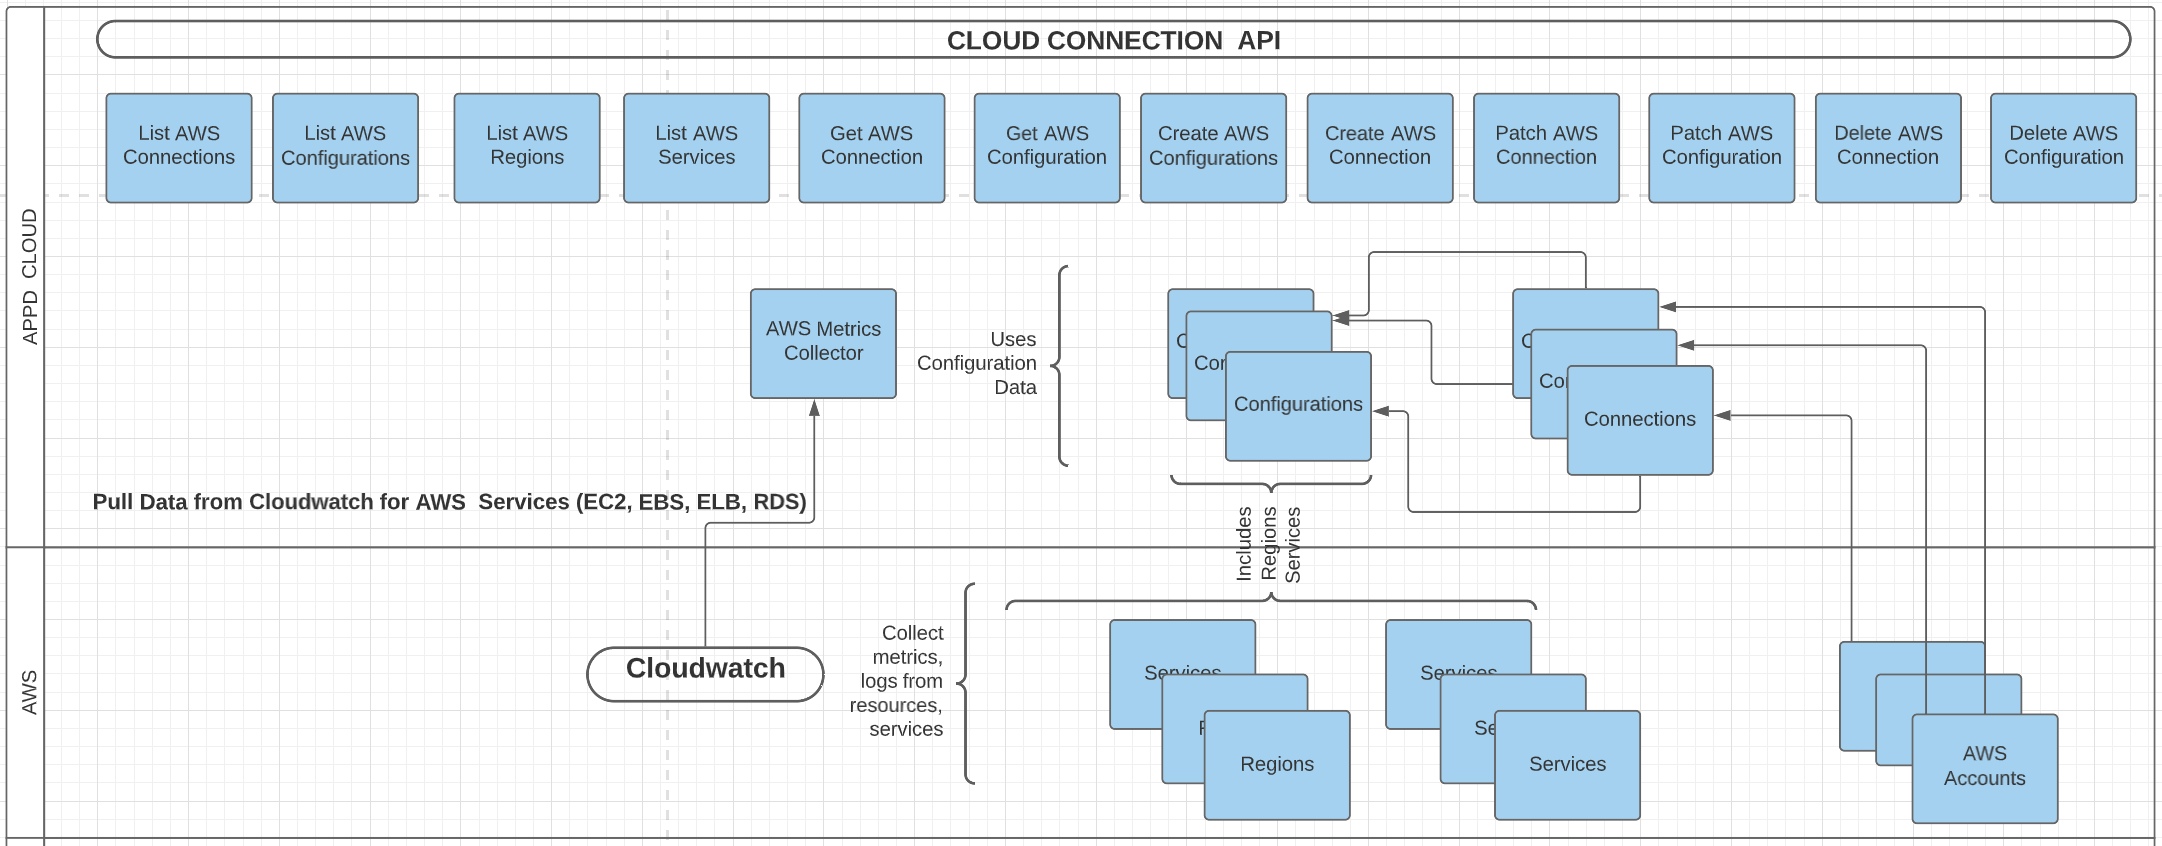 CLOUD CONNECTION API
List AWS
Connections
List AWS
Configurations
List AWS
Regions
List AWS
Services
Get AWS
Connection
Get AWS
Configuration
Create AWS
Configurations
Create AWS
Connection
Patch AWS
Connection
Patch AWS
Configuration
Delete AWS
Connection
Delete AWS
Configuration
APPD CLOUD
AWS Metrics
Collector
Uses
Configuration
Data
C
Con
Configurations
C
Co
Connections
Pull Data from Cloudwatch for AWS Services (EC2, EBS, ELB, RDS)
Includes
Regions
Services
AWS
Cloudwatch
Collect
metrics,
logs from
resources,
services
Services
Regions
Services
Se
Services
AWS
Accounts